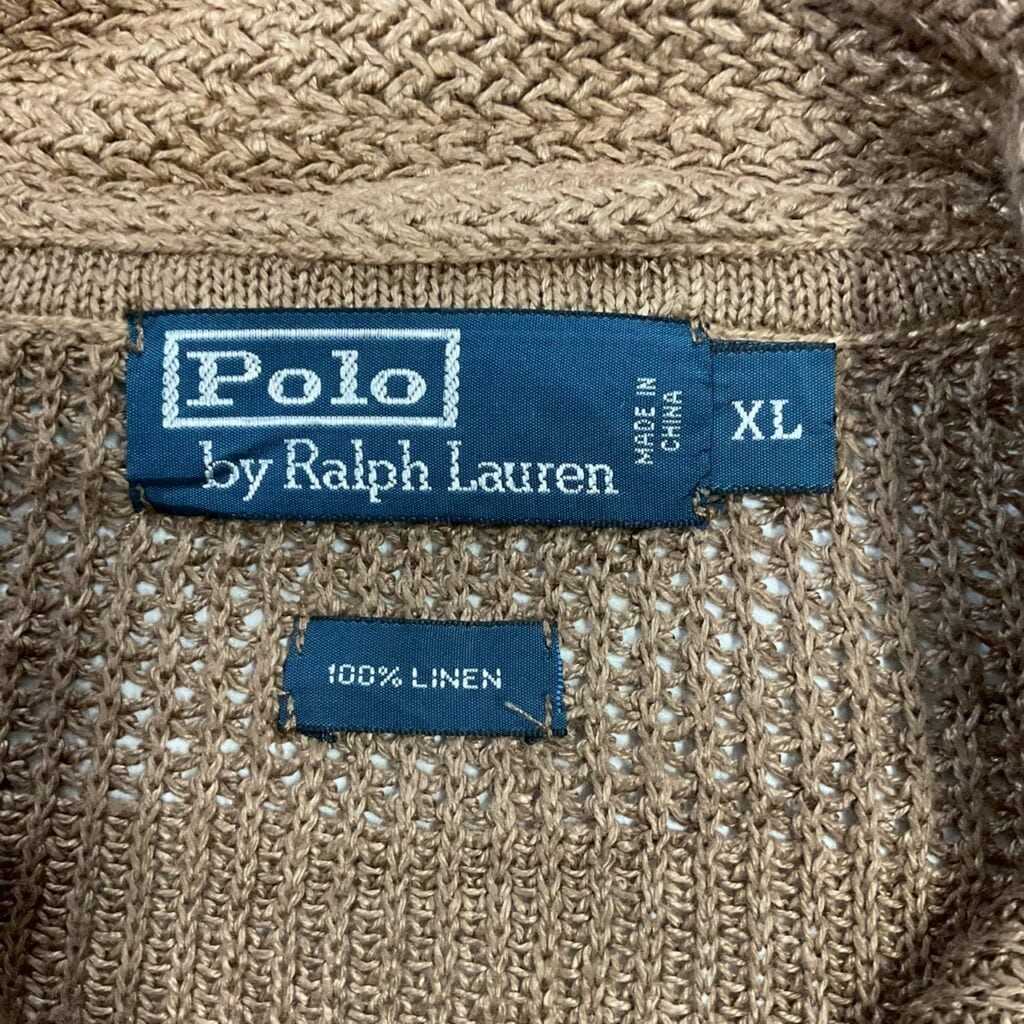 Polo
by Ralph Lauren
MADE IN
CHINA
XL
100% LINEN